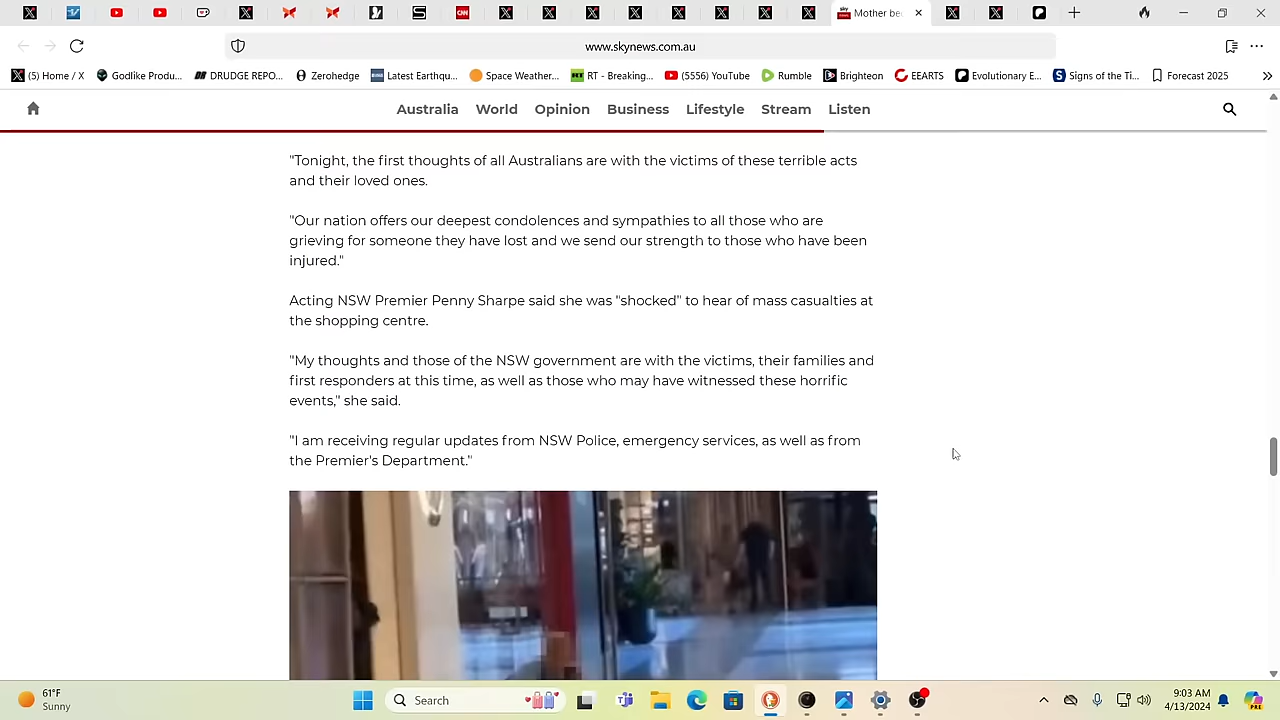 CNN
sky news
Mother be
www.skynews.com.au
(5) Home / X
Godlike Produ...
DRUDGE REPO...
Zerohedge
Latest Earthqu...
Space Weather...
RT - Breaking...
(5556) YouTube
Rumble
Brighteon
EEARTS
Evolutionary E...
Signs of the Ti...
Forecast 2025
Australia
World
Opinion
Business
Lifestyle
Stream
Listen
"Tonight, the first thoughts of all Australians are with the victims of these terrible acts
and their loved ones.
"Our nation offers our deepest condolences and sympathies to all those who are
grieving for someone they have lost and we send our strength to those who have been
injured."
Acting NSW Premier Penny Sharpe said she was "shocked" to hear of mass casualties at
the shopping centre.
"My thoughts and those of the NSW government are with the victims, their families and
first responders at this time, as well as those who may have witnessed these horrific
events," she said.
"I am receiving regular updates from NSW Police, emergency services, as well as from
the Premier's Department."
61°F
Sunny
Search
9:03 AM
4/13/2024